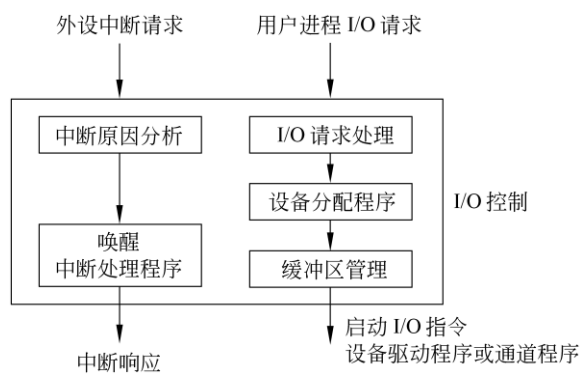 外设中断请求
用户进程 I/O 请求
中断原因分析
I/O 请求处理
设备分配程序
I/O 控制
唤醒
中断处理程序
缓冲区管理
启动 I/O 指令
设备驱动程序或通道程序
中断响应